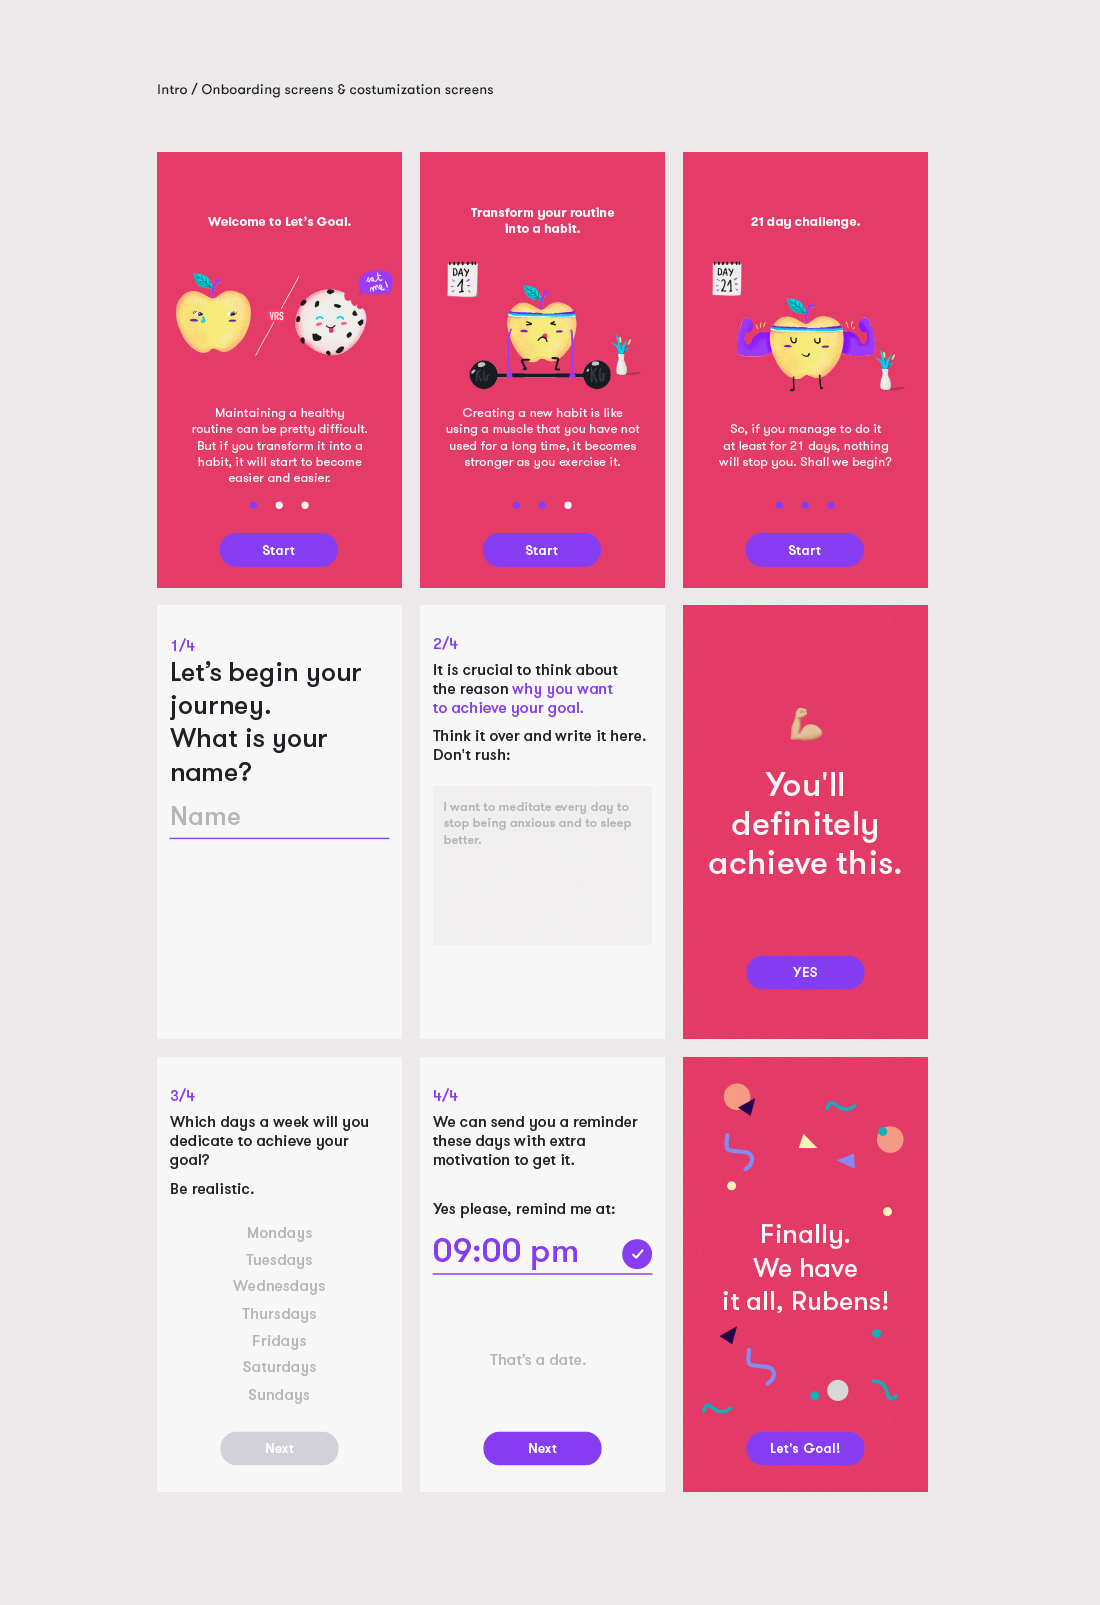 Intro / Onboarding screens & costumization screens
Welcome to Let's Goal.
VRS
eat
me!
Maintaining a healthy
routine can be pretty difficult.
But if you transform it into a
habit, it will start to become
easier and easier.
Start
Transform your routine
into a habit.
DAY
1
KG
KG
Creating a new habit is like
using a muscle that you have not
used for a long time, it becomes
stronger as you exercise it.
Start
21 day challenge.
DAY
21
So, if you manage to do it
at least for 21 days, nothing
will stop you. Shall we begin?
Start
1/4
Let's begin your
journey.
What is your
name?
Name
2/4
It is crucial to think about
the reason why you want
to achieve your goal.
Think it over and write it here.
Don't rush:
I want to meditate every day to
stop being anxious and to sleep
better.
You'll
definitely
achieve this.
YES
3/4
Which days a week will you
dedicate to achieve your
goal?
Be realistic.
Mondays
Tuesdays
Wednesdays
Thursdays
Fridays
Saturdays
Sundays
Next
4/4
We can send you a reminder
these days with extra
motivation to get it.
Yes please, remind me at:
09:00 pm
That's a date.
Next
Finally.
We have
it all, Rubens!
Let's Goal!